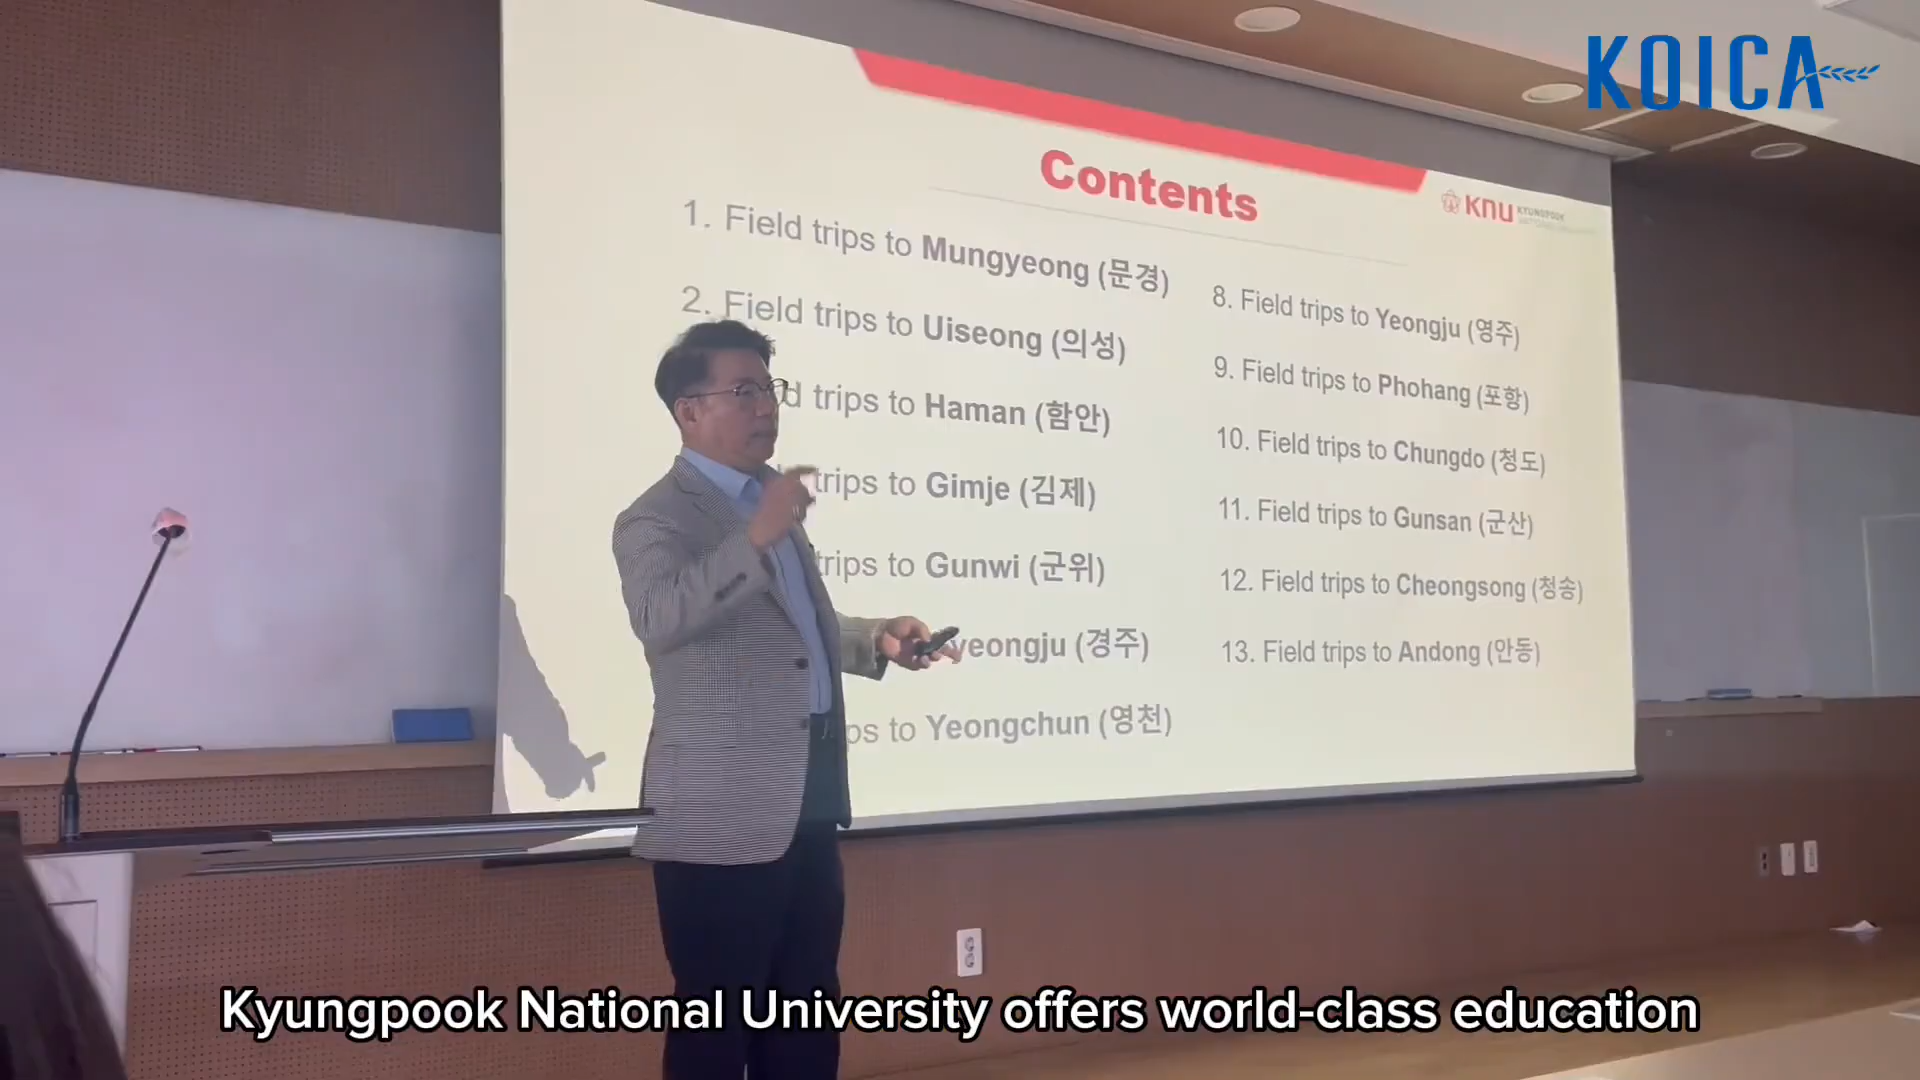 KOICA
Contents
KNU KYUNGPOOK
1. Field trips to Mungyeong (문경)
2. Field trips to Uiseong (의성)
d trips to Haman (함안)
trips to Gimje (김제)
trips to Gunwi (군위)
yeongju (경주)
ps to Yeongchun (영천)
8. Field trips to Yeongju (영주)
9. Field trips to Phohang (포항)
10. Field trips to Chungdo (청도)
11. Field trips to Gunsan (군산)
12. Field trips to Cheongsong (청송)
13. Field trips to Andong (안동)
Kyungpook National University offers world-class education